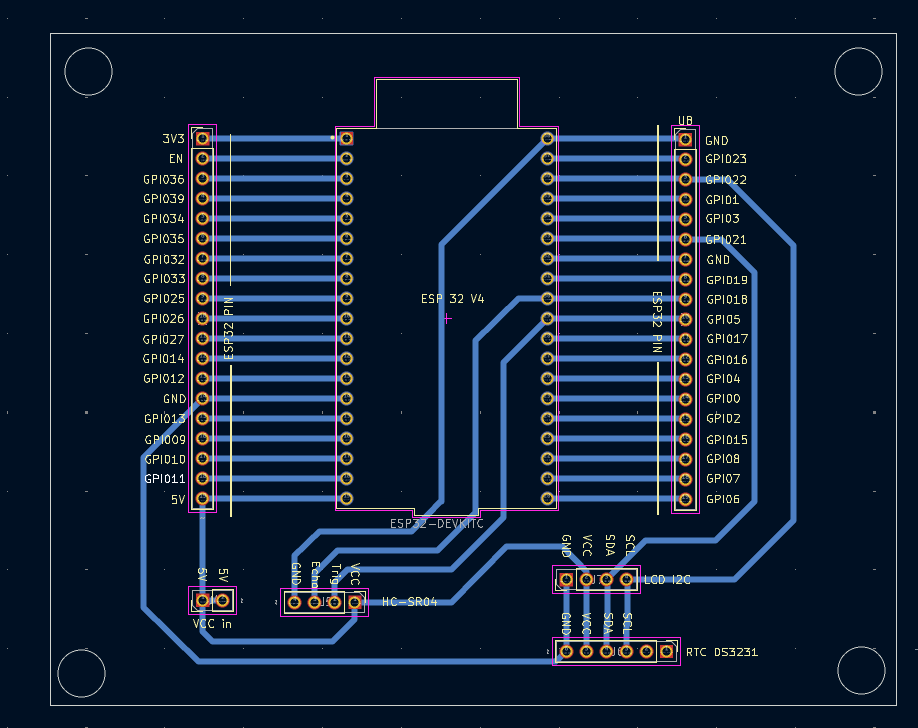 U8
3V3
EN
GPIO36
GPIO39
GPIO34
GPIO35
GPIO32
GPIO33
GPIO25
GPIO26
GPIO27
GPIO14
GPIO12
GND
GPIO13
GPIO09
GPIO10
GPIO11
5V
ESP32 PIN
ESP 32 V4
ESP32-DEVKITC
ESP32 PIN
GND
GPIO23
GPIO22
GPIO1
GPIO3
GPIO21
GND
GPIO19
GPIO18
GPIO5
GPIO17
GPIO16
GPIO4
GPIO0
GPIO2
GPIO15
GPIO8
GPIO7
GPIO6
5V
5V
VCC in
GND
Echo
Trig
VCC
HC-SR04
GND
VCC
SDA
SCL
LCD I2C
GND
VCC
SDA
SCL
RTC DS3231